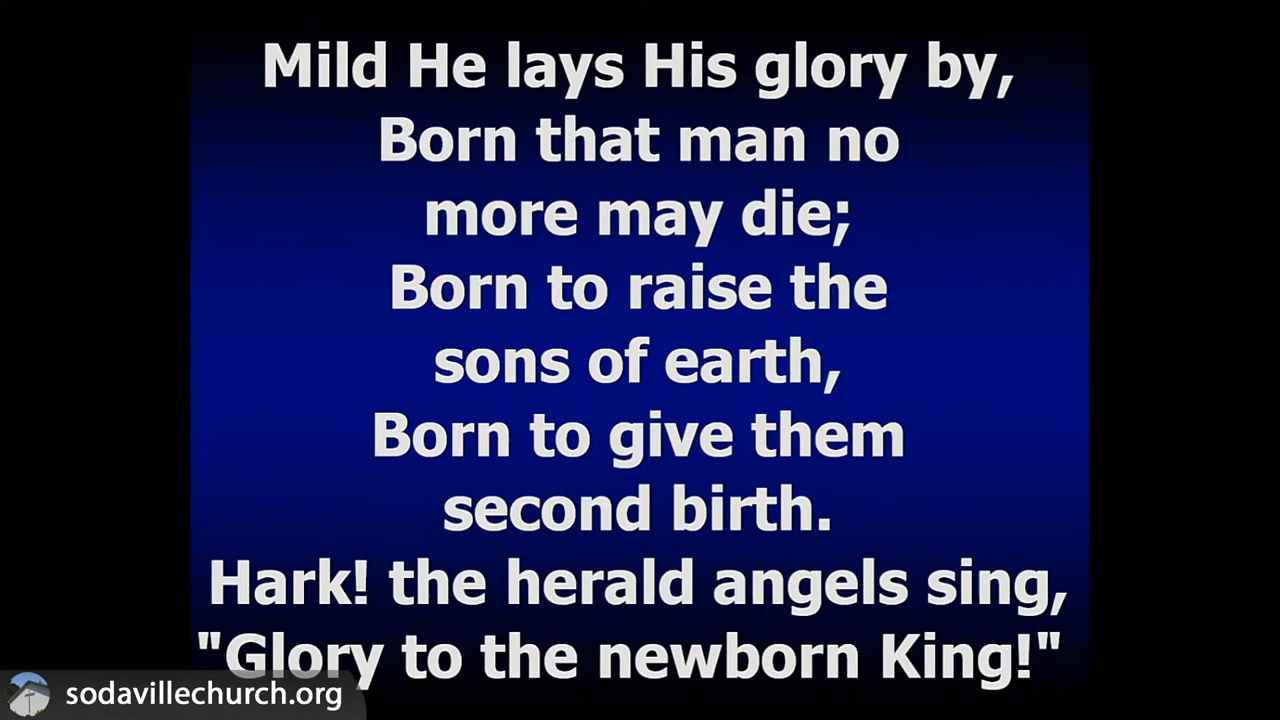 Mild He lays His glory by,
Born that man no
more may die;
Born to raise the
sons of earth,
Born to give them
second birth.
Hark! the herald angels sing,
"Glory to the newborn King!"
sodavillechurch.org